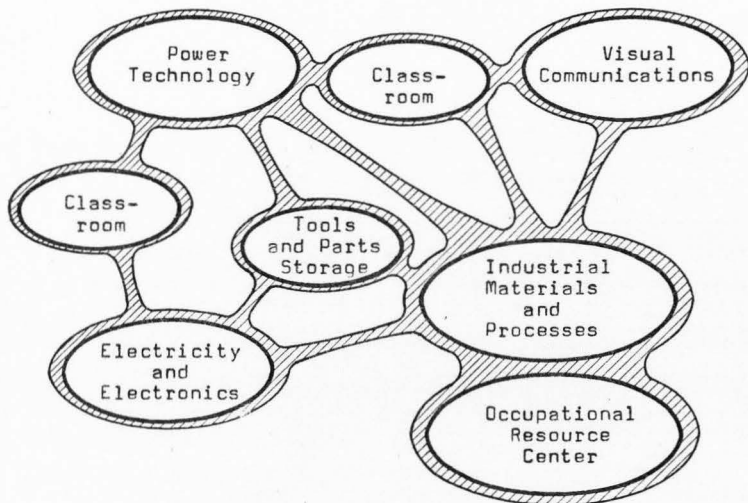 Power
Technology
Class-
room
Visual
Communications
Class-
room
Tools
and Parts
Storage
Industrial
Materials
and
Processes
Electricity
and
Electronics
Occupational
Resource
Center